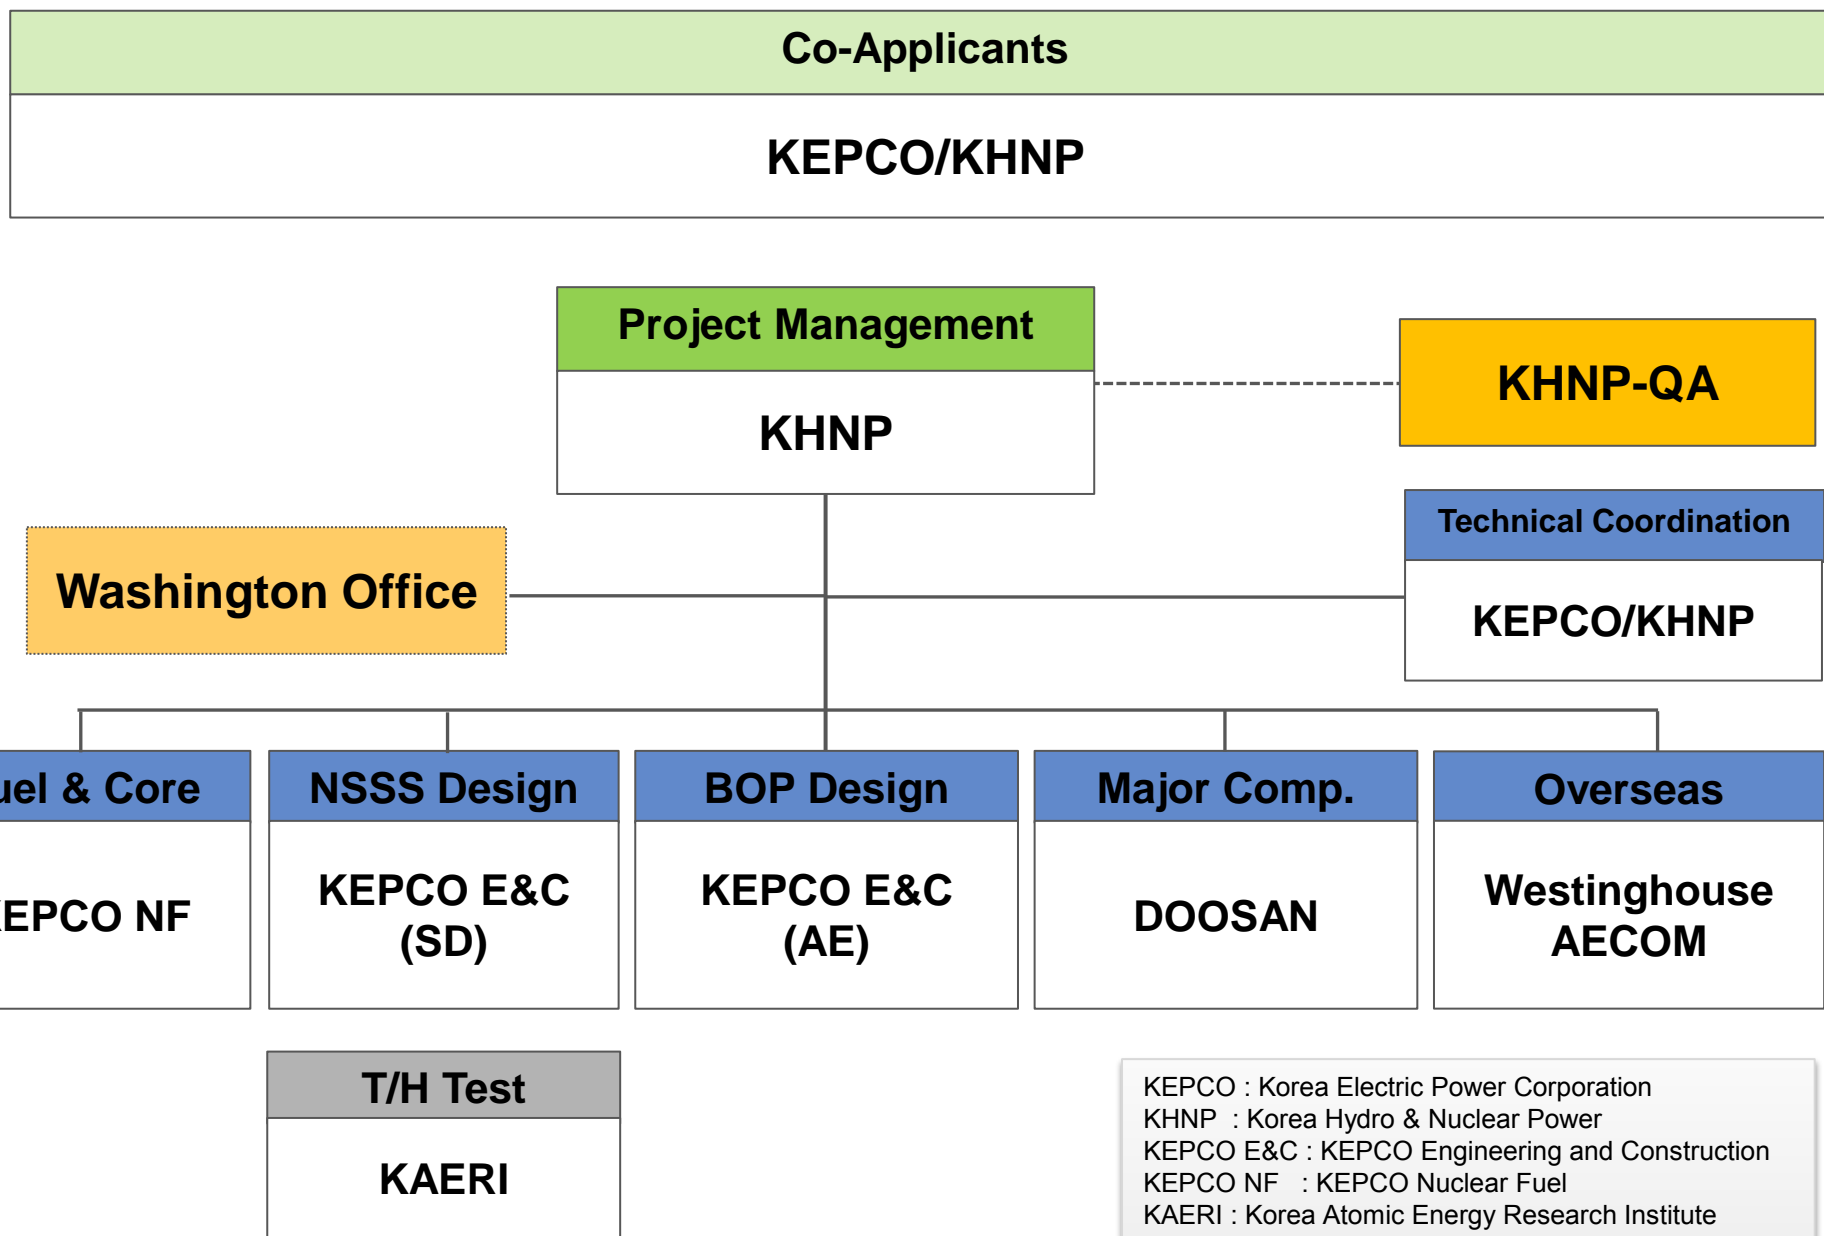 Co-Applicants
KEPCO/KHNP
Project Management
KHNP
KHNP-QA
Technical Coordination
KEPCO/KHNP
Washington Office
uel & Core
NSSS Design
BOP Design
Major Comp.
Overseas
EPCO NF
KEPCO E&C
(SD)
KEPCO E&C
(AE)
DOOSAN
Westinghouse
AECOM
T/H Test
KAERI
KEPCO : Korea Electric Power Corporation
KHNP : Korea Hydro & Nuclear Power
KEPCO E&C : KEPCO Engineering and Construction
KEPCO NF : KEPCO Nuclear Fuel
KAERI : Korea Atomic Energy Research Institute